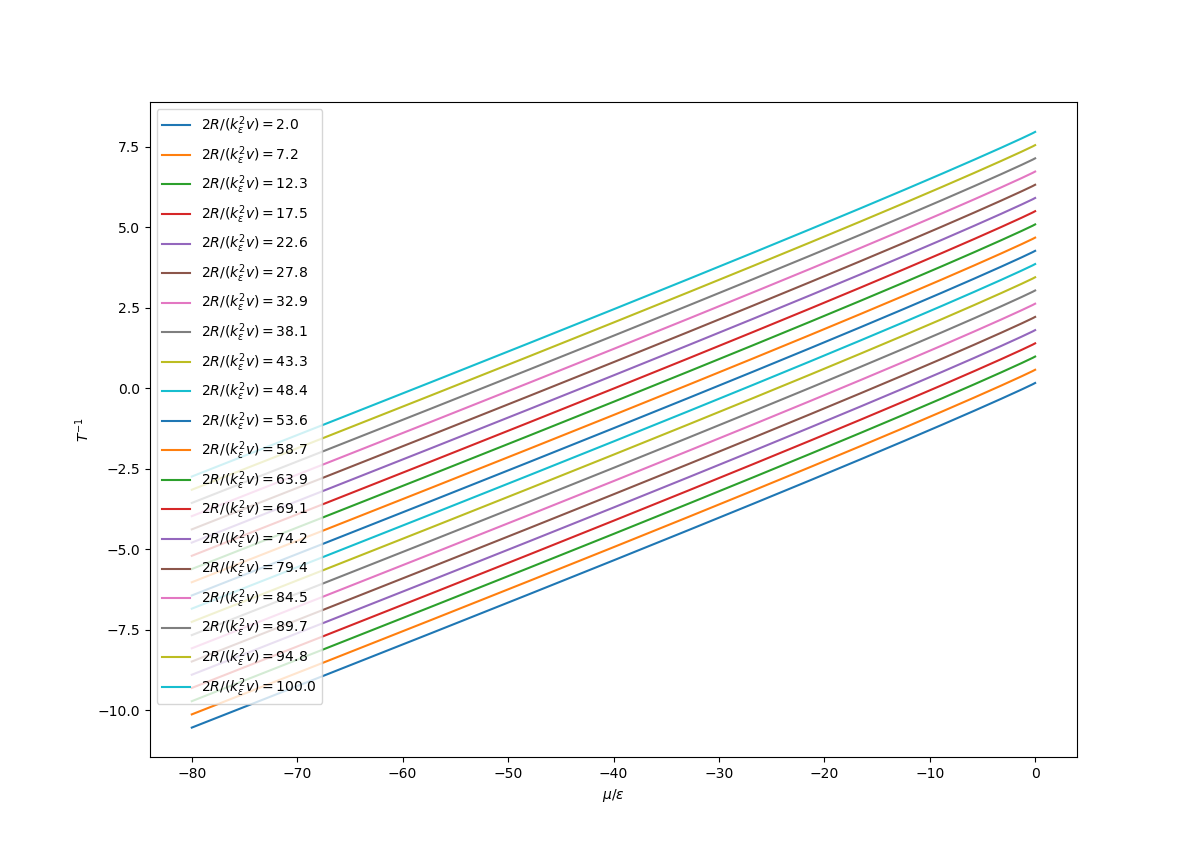 2R/(k_ε^2 v) = 2.0
2R/(k_ε^2 v) = 7.2
2R/(k_ε^2 v) = 12.3
2R/(k_ε^2 v) = 17.5
2R/(k_ε^2 v) = 22.6
2R/(k_ε^2 v) = 27.8
2R/(k_ε^2 v) = 32.9
2R/(k_ε^2 v) = 38.1
2R/(k_ε^2 v) = 43.3
2R/(k_ε^2 v) = 48.4
2R/(k_ε^2 v) = 53.6
2R/(k_ε^2 v) = 58.7
2R/(k_ε^2 v) = 63.9
2R/(k_ε^2 v) = 69.1
2R/(k_ε^2 v) = 74.2
2R/(k_ε^2 v) = 79.4
2R/(k_ε^2 v) = 84.5
2R/(k_ε^2 v) = 89.7
2R/(k_ε^2 v) = 94.8
2R/(k_ε^2 v) = 100.0
7.5
5.0
2.5
0.0
−2.5
−5.0
−7.5
−10.0
T^{−1}
−80 −70 −60 −50 −40 −30 −20 −10 0
μ/ε